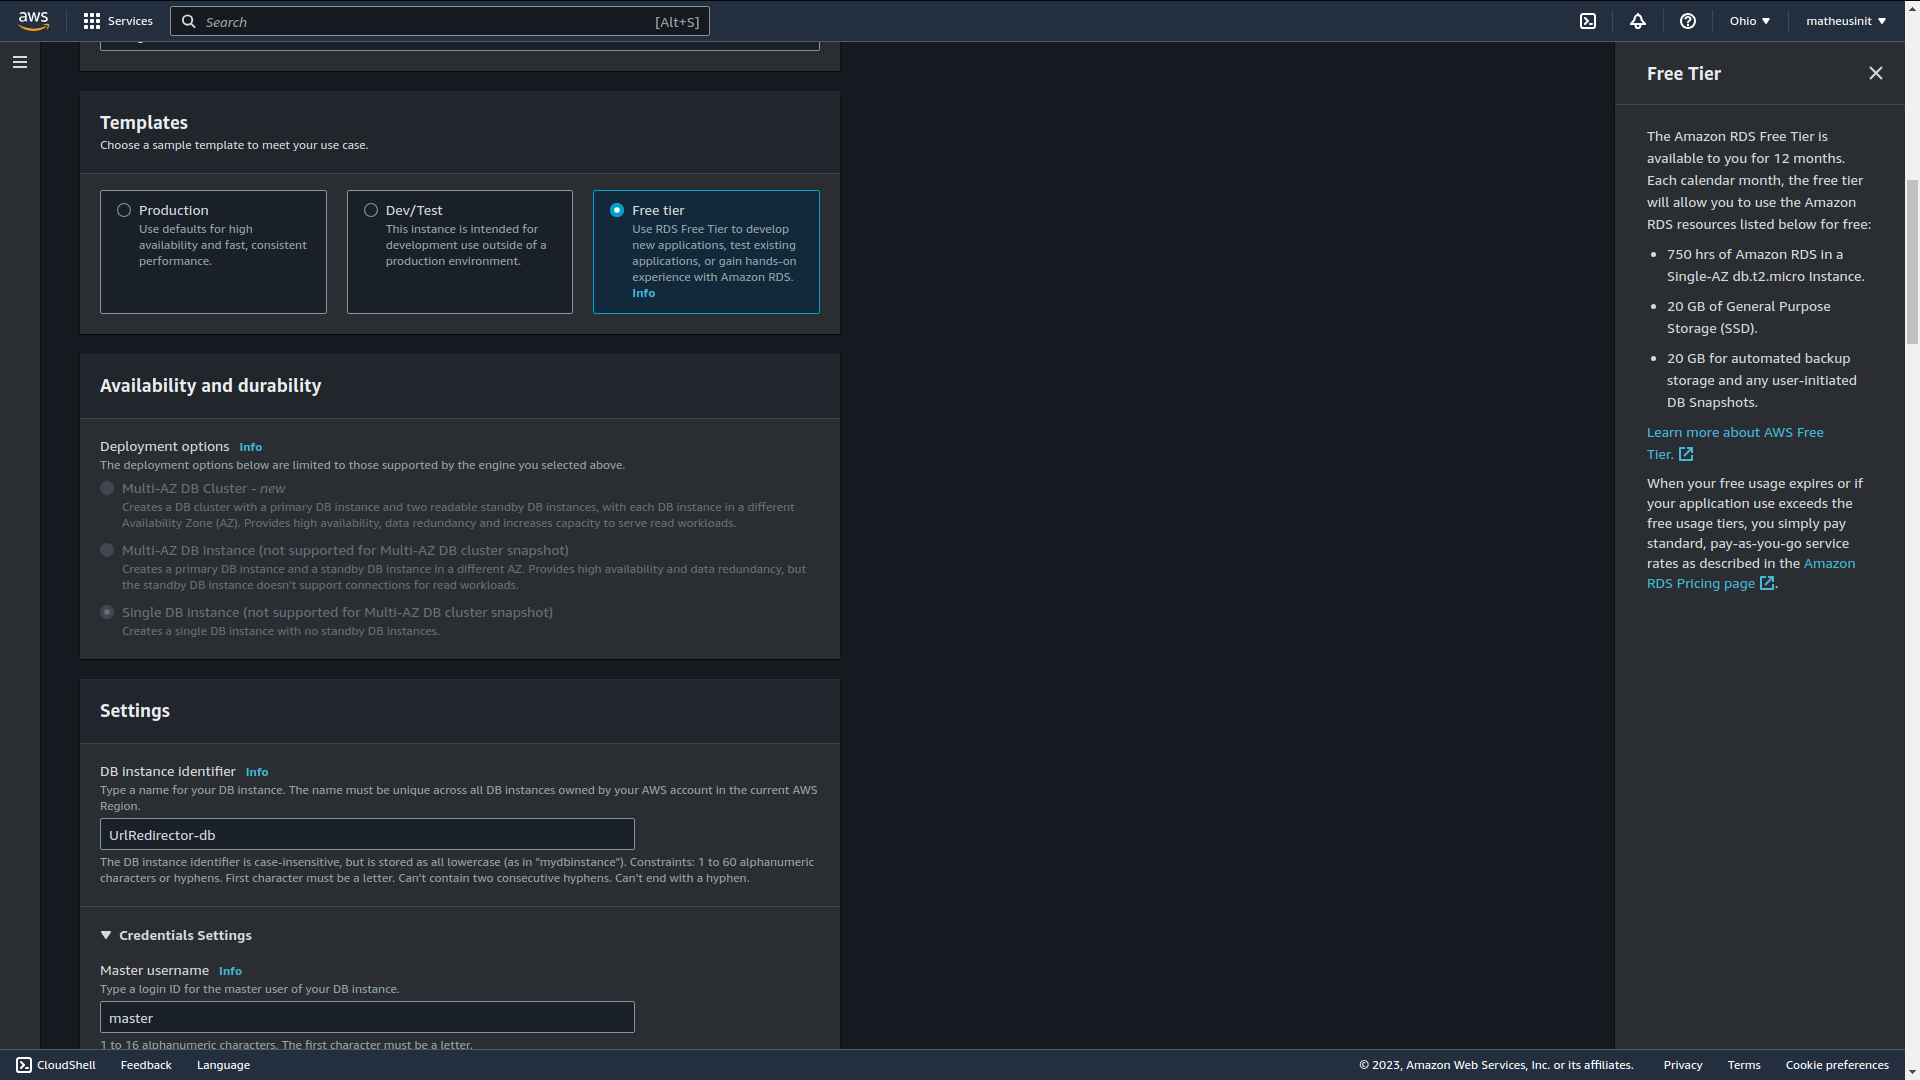 aws
Services
Search
[Alt+S]
Ohio
matheusinit
Templates
Choose a sample template to meet your use case.
Production
Use defaults for high
availability and fast, consistent
performance.
Dev/Test
This instance is intended for
development use outside of a
production environment.
Free tier
Use RDS Free Tier to develop
new applications, test existing
applications, or gain hands-on
experience with Amazon RDS.
Info
Availability and durability
Deployment options Info
The deployment options below are limited to those supported by the engine you selected above.
Multi-AZ DB Cluster - new
Creates a DB cluster with a primary DB instance and two readable standby DB instances, with each DB instance in a different
Availability Zone (AZ). Provides high availability, data redundancy and increases capacity to serve read workloads.
Multi-AZ DB instance (not supported for Multi-AZ DB cluster snapshot)
Creates a primary DB instance and a standby DB instance in a different AZ. Provides high availability and data redundancy, but
the standby DB instance doesn't support connections for read workloads.
Single DB instance (not supported for Multi-AZ DB cluster snapshot)
Creates a single DB instance with no standby DB instances.
Settings
DB instance identifier Info
Type a name for your DB instance. The name must be unique across all DB instances owned by your AWS account in the current AWS
Region.
UrlRedirector-db
The DB instance identifier is case-insensitive, but is stored as all lowercase (as in "mydbinstance"). Constraints: 1 to 60 alphanumeric
characters or hyphens. First character must be a letter. Can't contain two consecutive hyphens. Can't end with a hyphen.
Credentials Settings
Master username Info
Type a login ID for the master user of your DB instance.
master
1 to 16 alphanumeric characters. The first character must be a letter.
Free Tier
The Amazon RDS Free Tier is
available to you for 12 months.
Each calendar month, the free tier
will allow you to use the Amazon
RDS resources listed below for free:
• 750 hrs of Amazon RDS in a
Single-AZ db.t2.micro Instance.
• 20 GB of General Purpose
Storage (SSD).
• 20 GB for automated backup
storage and any user-initiated
DB Snapshots.
Learn more about AWS Free
Tier.
When your free usage expires or if
your application use exceeds the
free usage tiers, you simply pay
standard, pay-as-you-go service
rates as described in the Amazon
RDS Pricing page.
CloudShell
Feedback
Language
© 2023, Amazon Web Services, Inc. or its affiliates.
Privacy
Terms
Cookie preferences